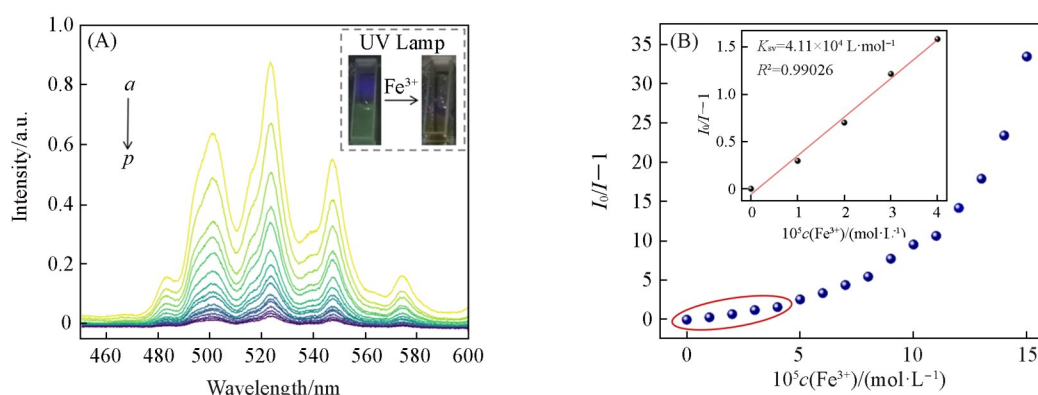 (A)
UV Lamp
Fe³⁺
a
p
Intensity/a.u.
1.0
0.8
0.6
0.4
0.2
0
460
480
500
520
540
560
580
600
Wavelength/nm
(B)
I₀/I−1
35
30
25
20
15
10
5
0
0
5
10
15
10⁵c(Fe³⁺)/(mol·L⁻¹)
Kₛᵥ=4.11×10⁴ L·mol⁻¹
R²=0.99026
I₀/I−1
1.5
1.0
0.5
0
0
1
2
3
4
10⁵c(Fe³⁺)/(mol·L⁻¹)